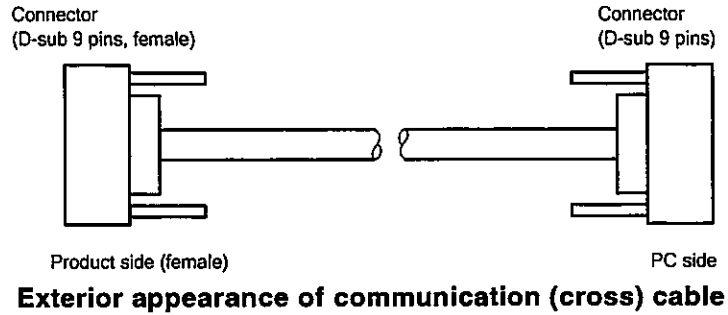 Connector
(D-sub 9 pins, female)
Connector
(D-sub 9 pins)
Product side (female)
PC side
Exterior appearance of communication (cross) cable